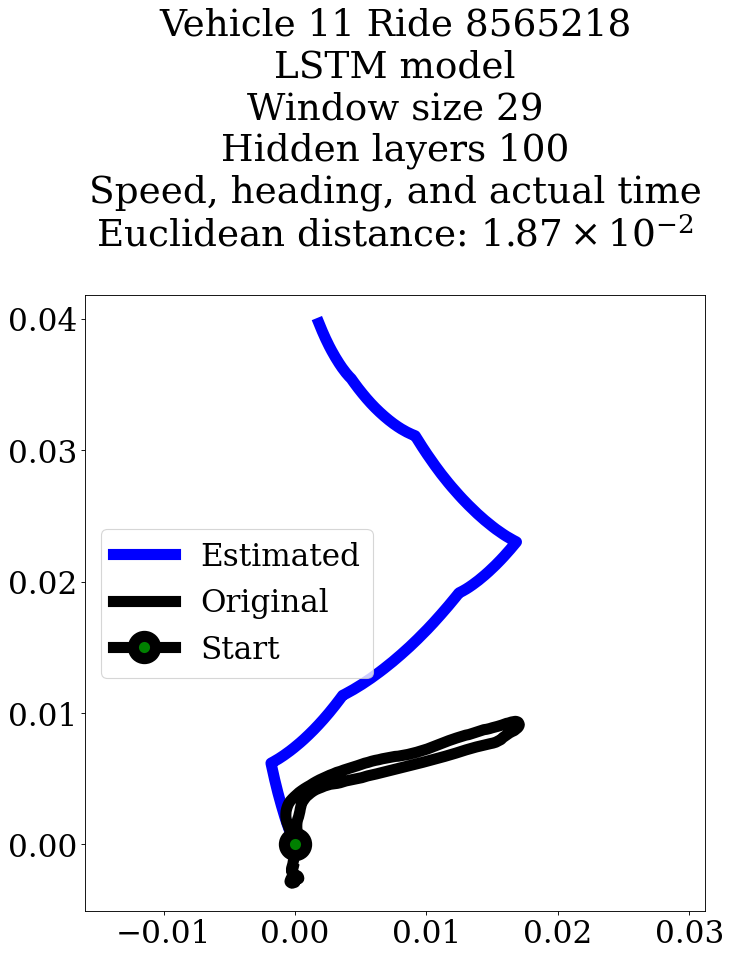 Vehicle 11 Ride 8565218
LSTM model
Window size 29
Hidden layers 100
Speed, heading, and actual time
Euclidean distance: 1.87 × 10⁻²
0.04
0.03
0.02
0.01
0.00
Estimated
Original
Start
−0.01 0.00 0.01 0.02 0.03